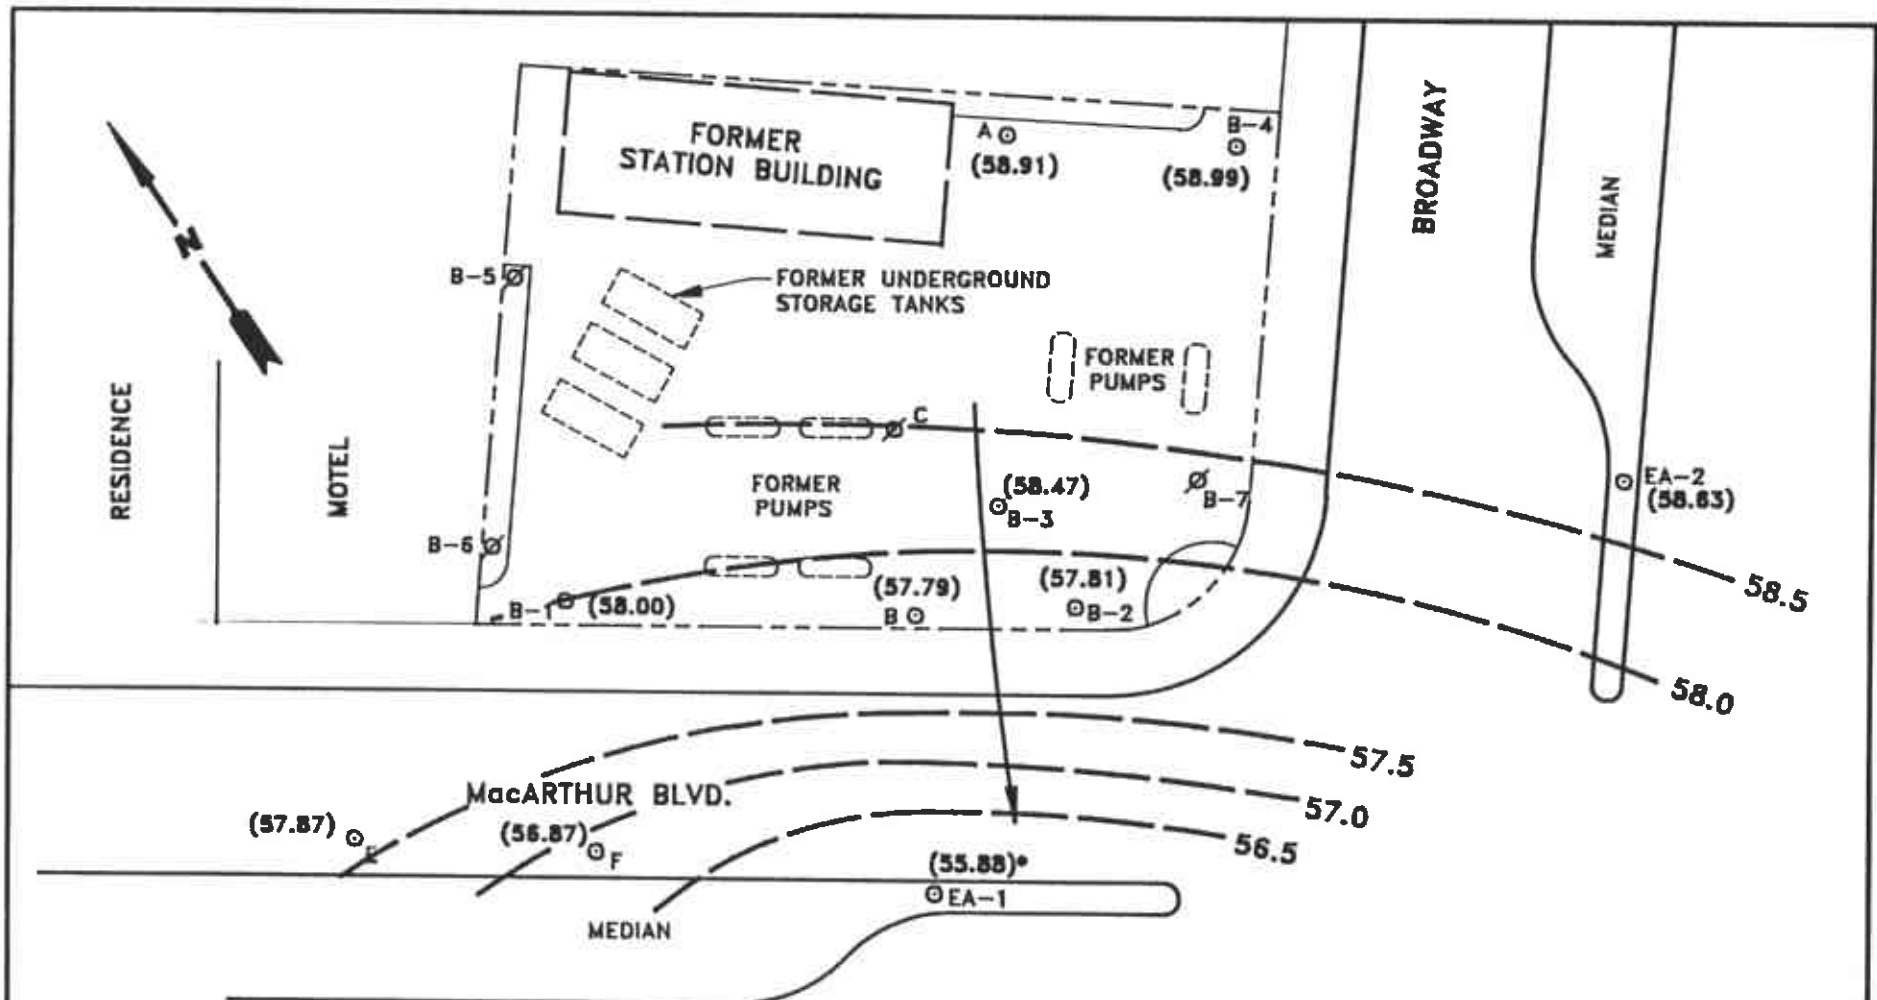 FORMER
STATION BUILDING
A
(58.91)
B-4
(58.99)
BROADWAY
MEDIAN
N
B-5
FORMER UNDERGROUND
STORAGE TANKS
FORMER
PUMPS
RESIDENCE
MOTEL
C
FORMER
PUMPS
(58.47)
B-3
B-7
EA-2
(58.63)
B-6
B-1
(58.00)
(57.79)
B
(57.81)
B-2
58.5
58.0
57.5
57.0
56.5
MacARTHUR BLVD.
(57.87)
E
(56.87)
F
(55.88)*
EA-1
MEDIAN